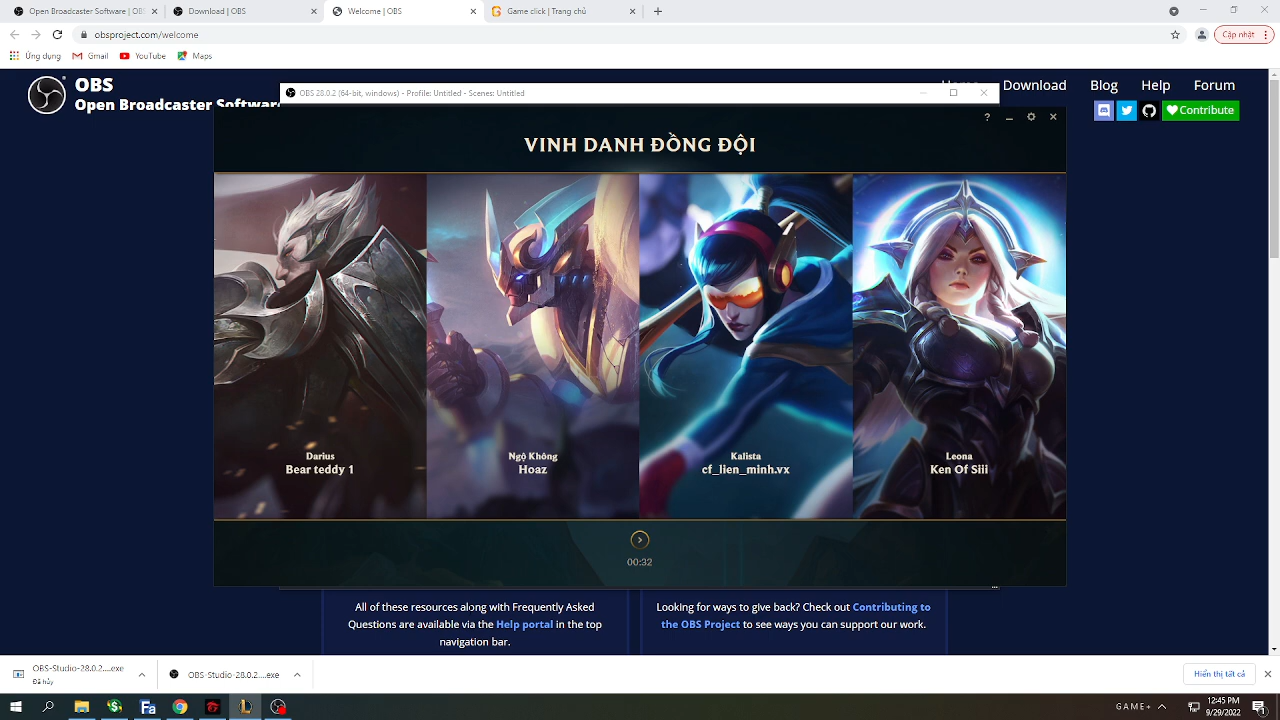 Open Broadcaster Software | OB
Download | OBS
Welcome | OBS
Game click | Trang chủ
obsproject.com/welcome
Cập nhật
Ứng dụng
Gmail
YouTube
Maps
OBS
Open Broadcaster Softwar
Download
Blog
Help
Forum
Contribute
OBS 28.0.2 (64-bit, windows) - Profile: Untitled - Scenes: Untitled
VINH DANH ĐỒNG ĐỘI
Darius
Bear teddy 1
Ngộ Không
Hoaz
Kalista
cf_lien_minh.vx
Leona
Ken Of Siii
00:32
All of these resources along with Frequently Asked
Questions are available via the Help portal in the top
navigation bar.
Looking for ways to give back? Check out Contributing to
the OBS Project to see ways you can support our work.
OBS-Studio-28.0.2....exe
Đã hủy
OBS-Studio-28.0.2....exe
Hiển thị tất cả
GAME+
12:45 PM
9/29/2022